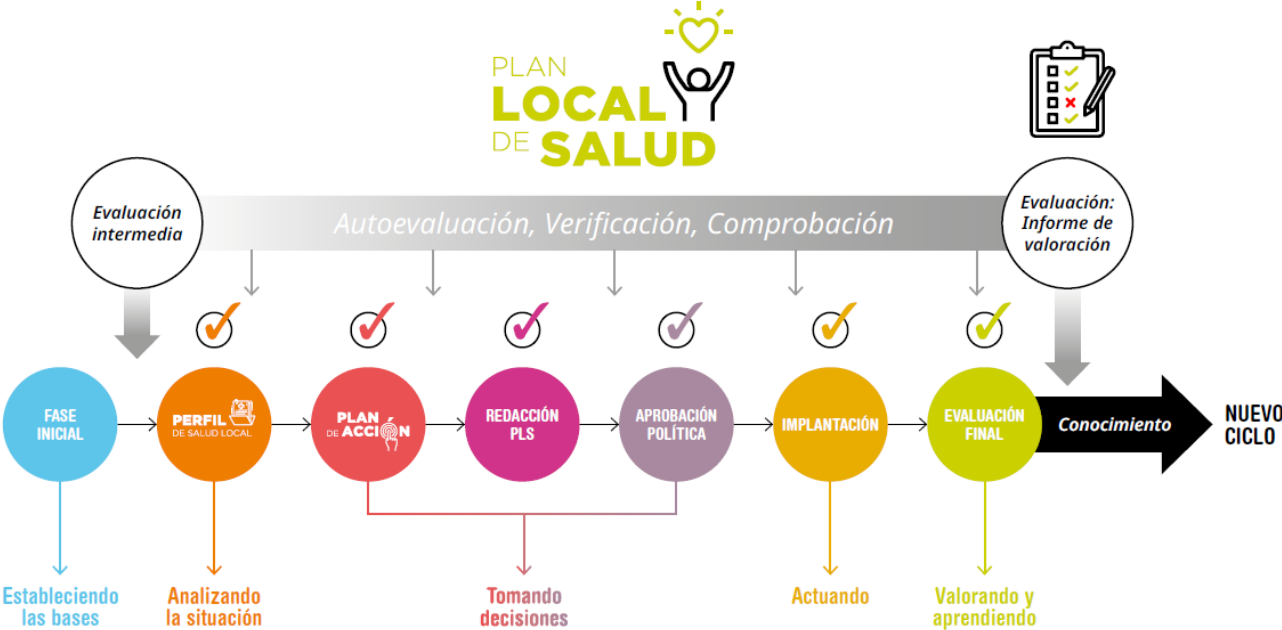 PLAN
LOCAL
DE SALUD
Evaluación
intermedia
Autoevaluación, Verificación, Comprobación
Evaluación:
Informe de
valoración
FASE
INICIAL
PERFIL
DE SALUD LOCAL
PLAN
DE ACCIÓN
REDACCIÓN
PLS
APROBACIÓN
POLÍTICA
IMPLANTACIÓN
EVALUACIÓN
FINAL
Conocimiento
NUEVO
CICLO
Estableciendo
las bases
Analizando
la situación
Tomando
decisiones
Actuando
Valorando y
aprendiendo